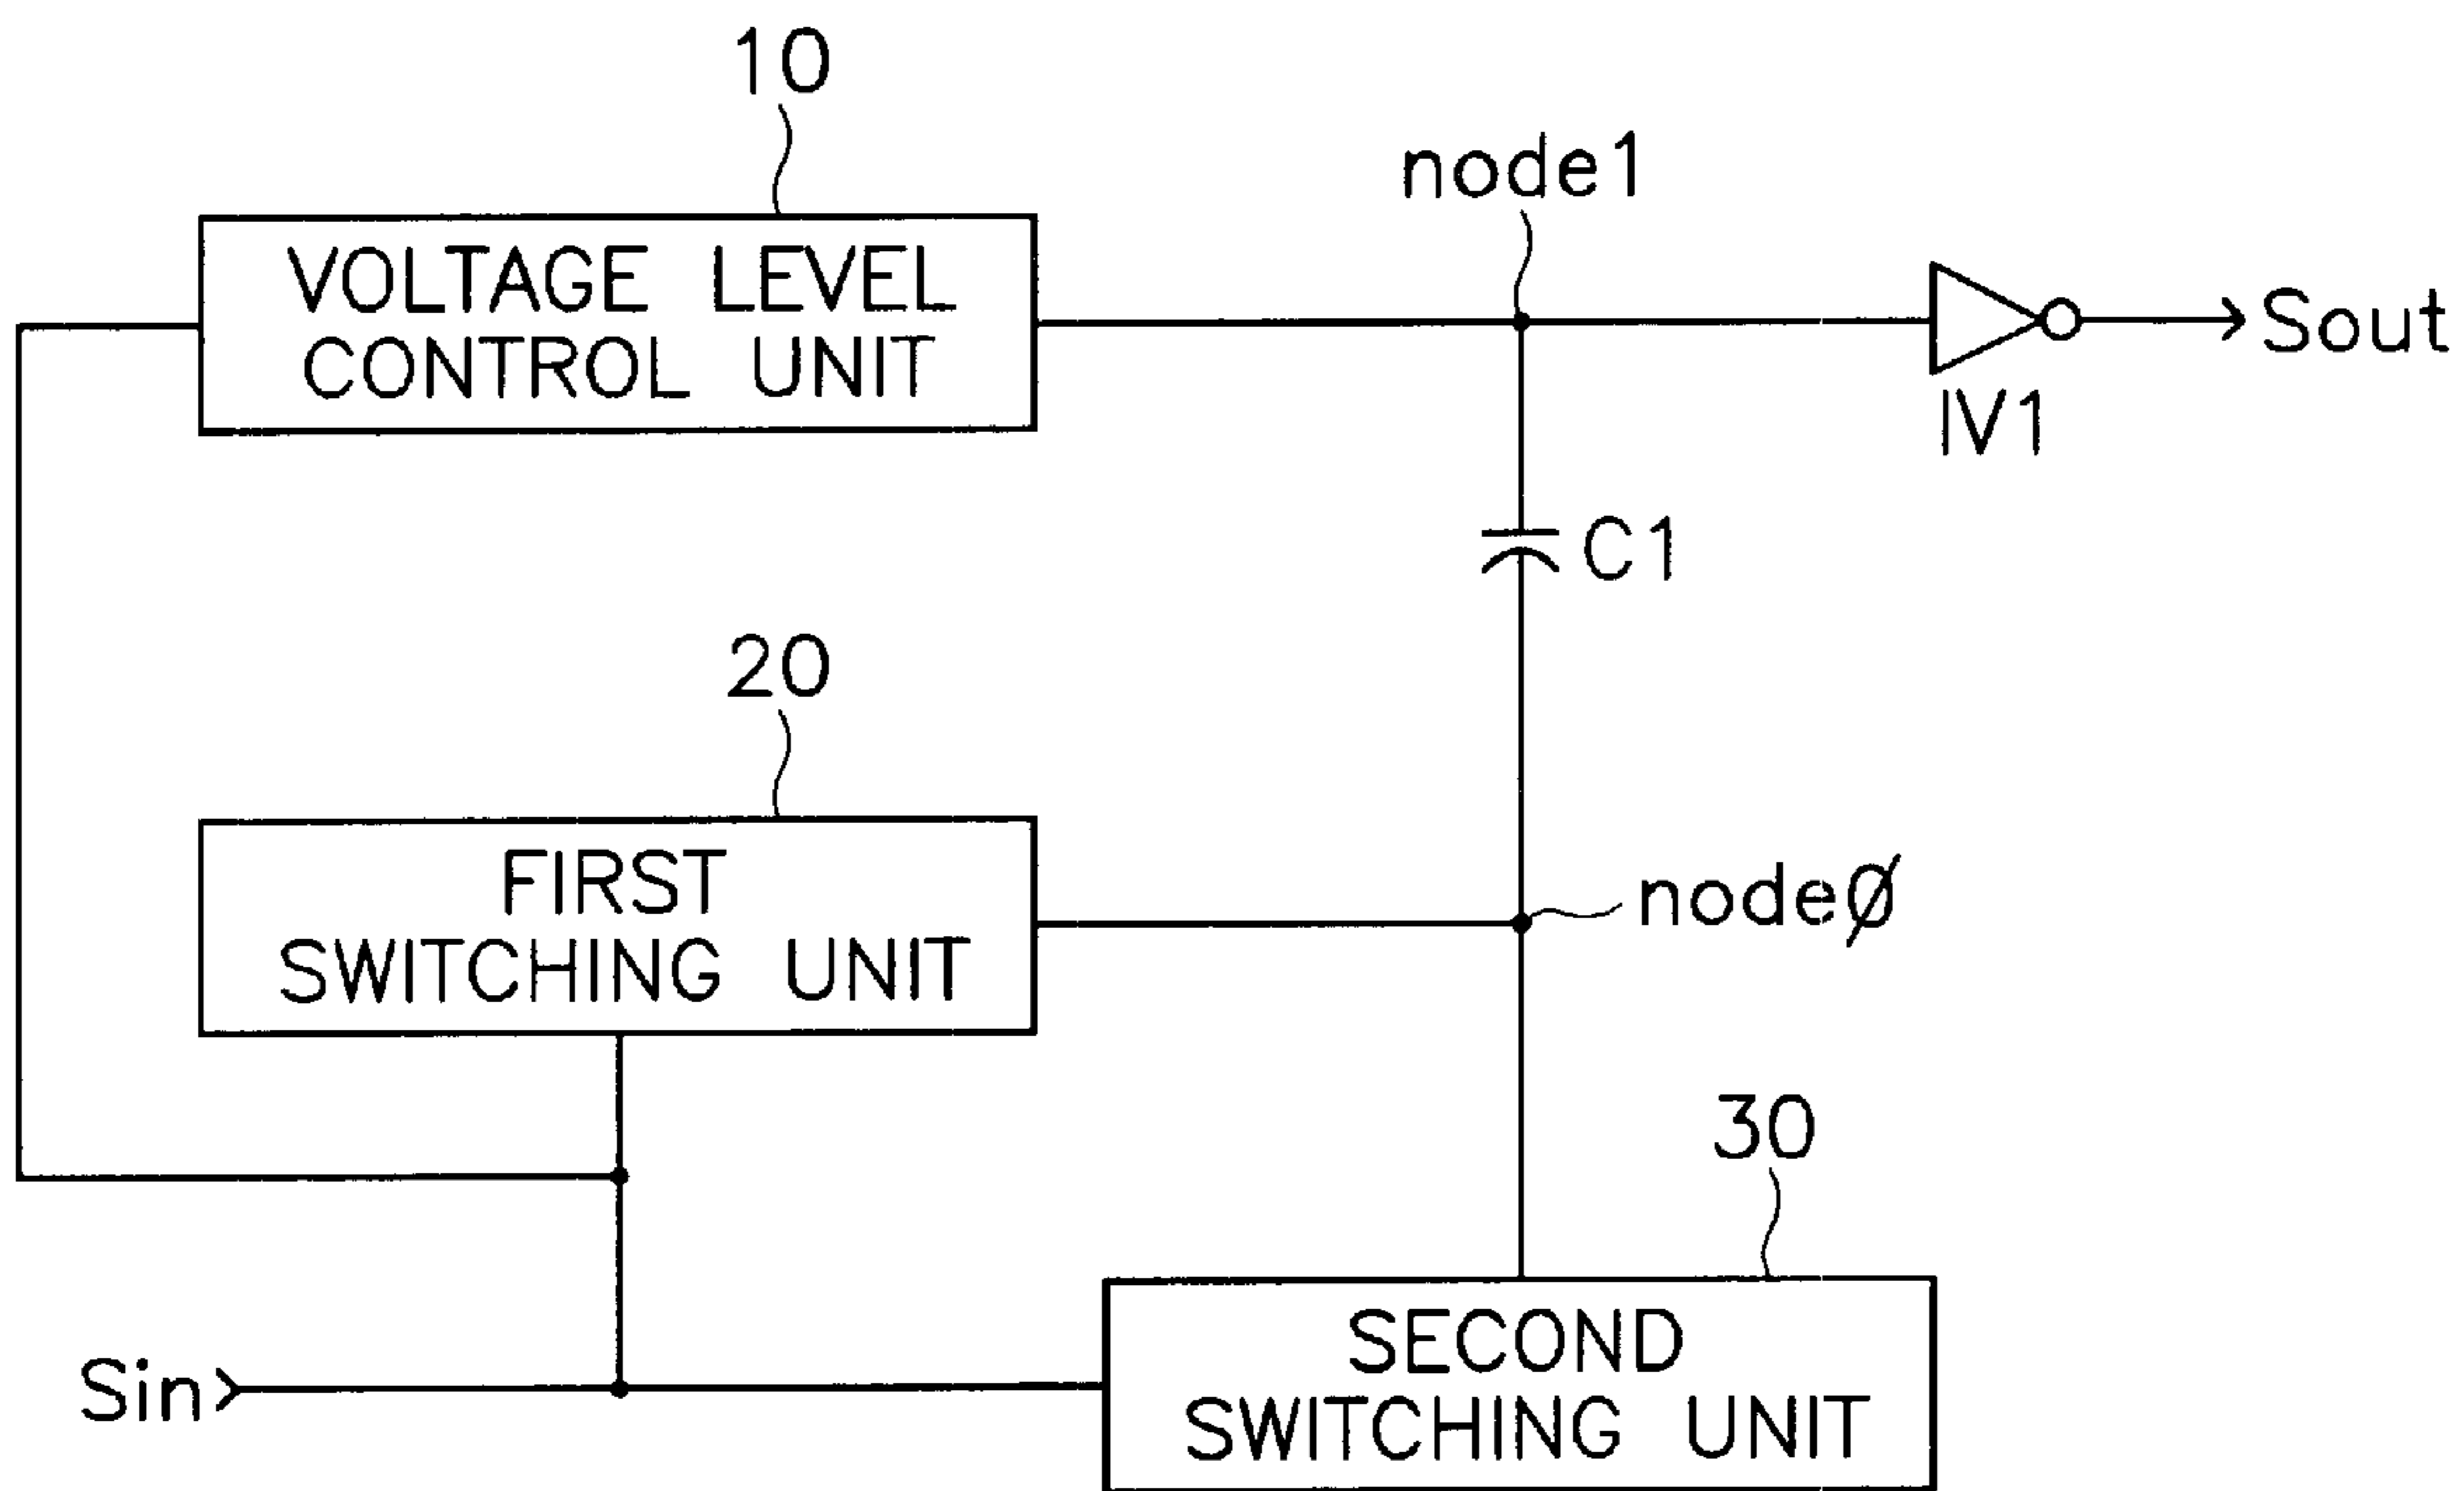 10
node1
VOLTAGE LEVEL
CONTROL UNIT
Sout
IV1
C1
20
FIRST
SWITCHING UNIT
nodeØ
30
Sin
SECOND
SWITCHING UNIT